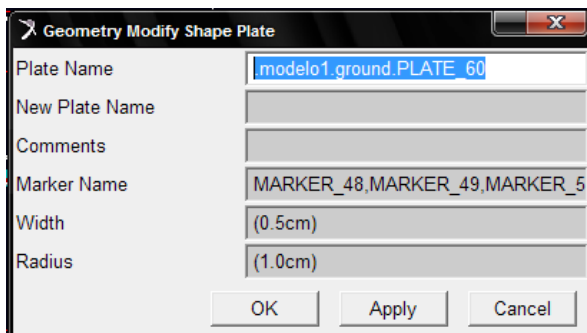 Geometry Modify Shape Plate
Plate Name .modelo1.ground.PLATE_60
New Plate Name
Comments
Marker Name MARKER_48,MARKER_49,MARKER_5
Width (0.5cm)
Radius (1.0cm)
OK Apply Cancel